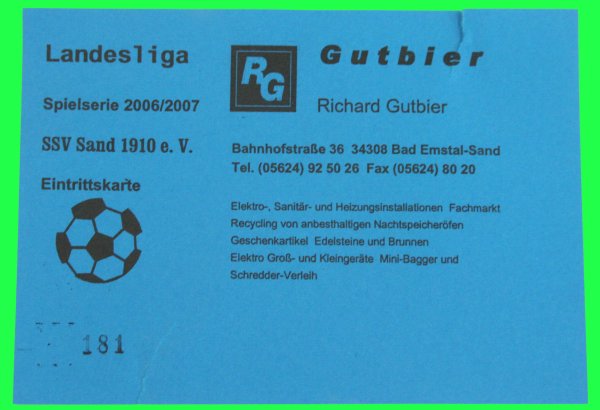 Landesliga
Spielserie 2006/2007
SSV Sand 1910 e. V.
Eintrittskarte
181
RG
Gutbier
Richard Gutbier
Bahnhofstraße 36 34308 Bad Emstal-Sand
Tel. (05624) 92 50 26 Fax (05624) 80 20
Elektro-, Sanitär- und Heizungsinstallationen Fachmarkt
Recycling von anbesthaltigen Nachtspeicheröfen
Geschenkartikel Edelsteine und Brunnen
Elektro Groß- und Kleingeräte Mini-Bagger und
Schredder-Verleih